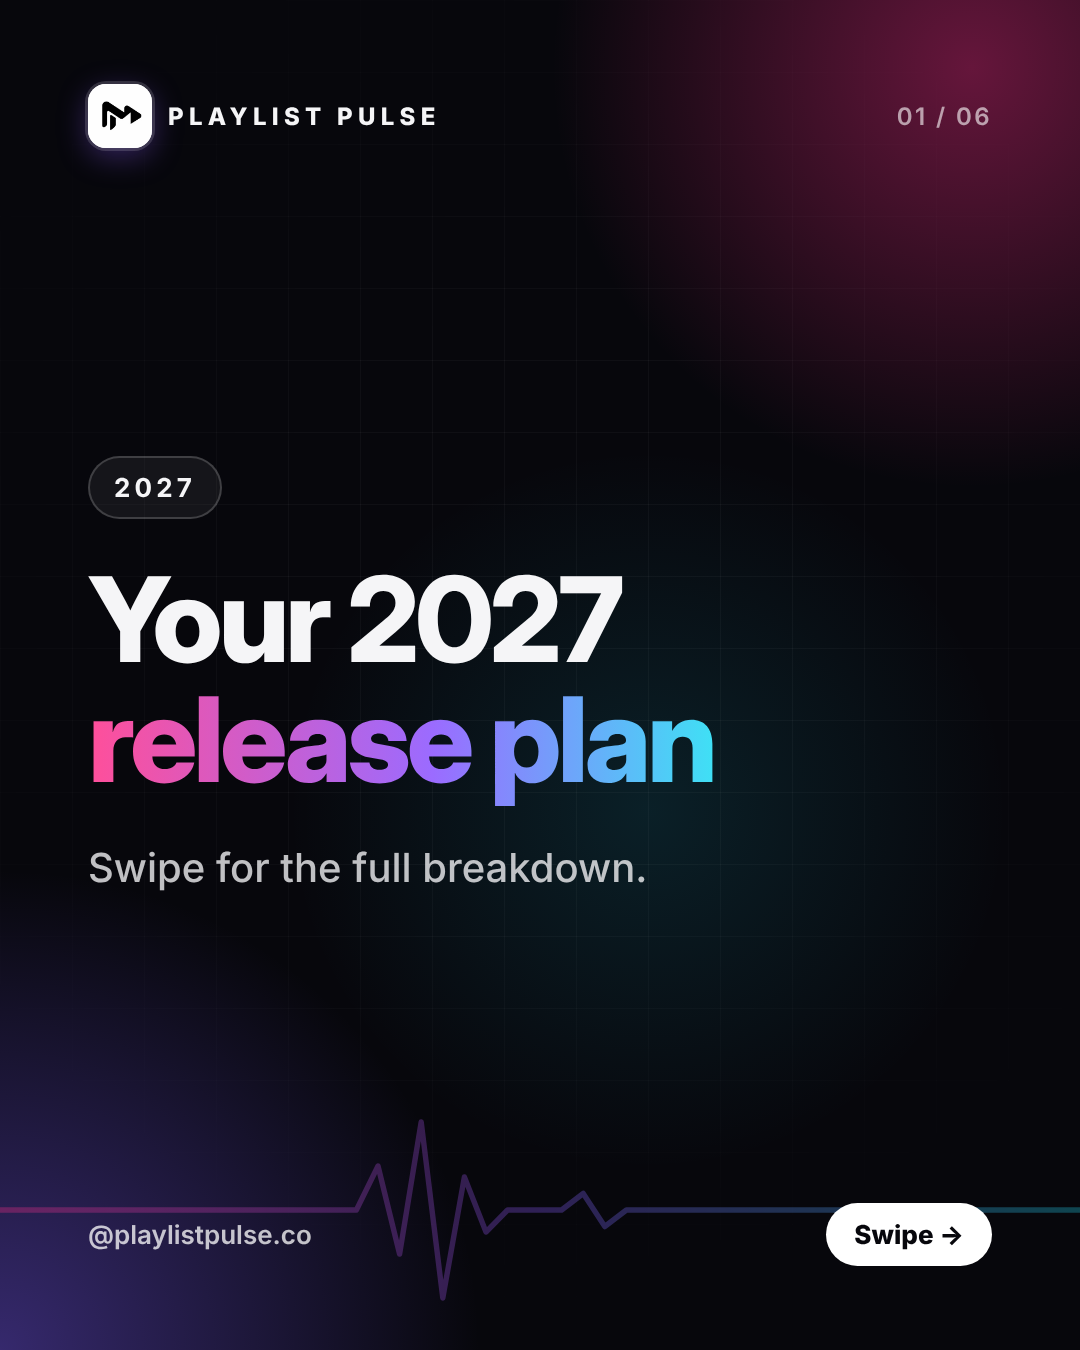 PLAYLIST PULSE
01 / 06
2027
Your 2027
release plan
Swipe for the full breakdown.
@playlistpulse.co
Swipe →